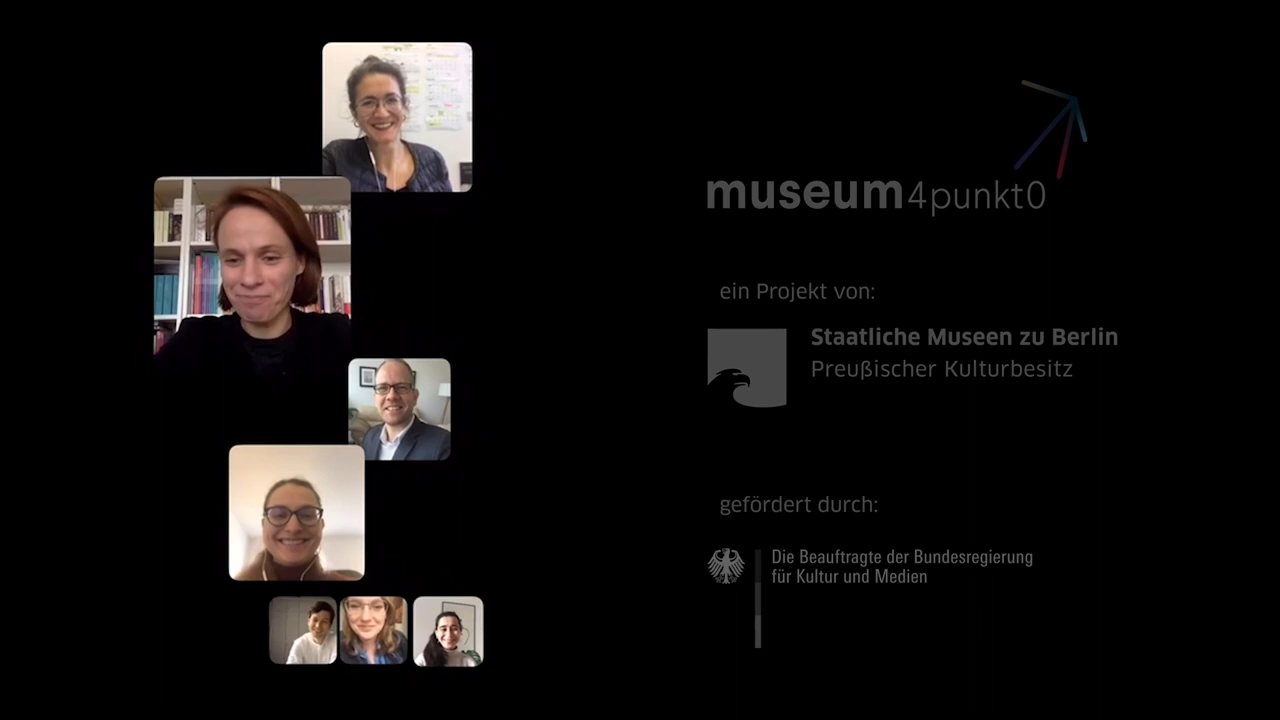 museum4punkt0
ein Projekt von:
Staatliche Museen zu Berlin
Preußischer Kulturbesitz
gefördert durch:
Die Beauftragte der Bundesregierung
für Kultur und Medien